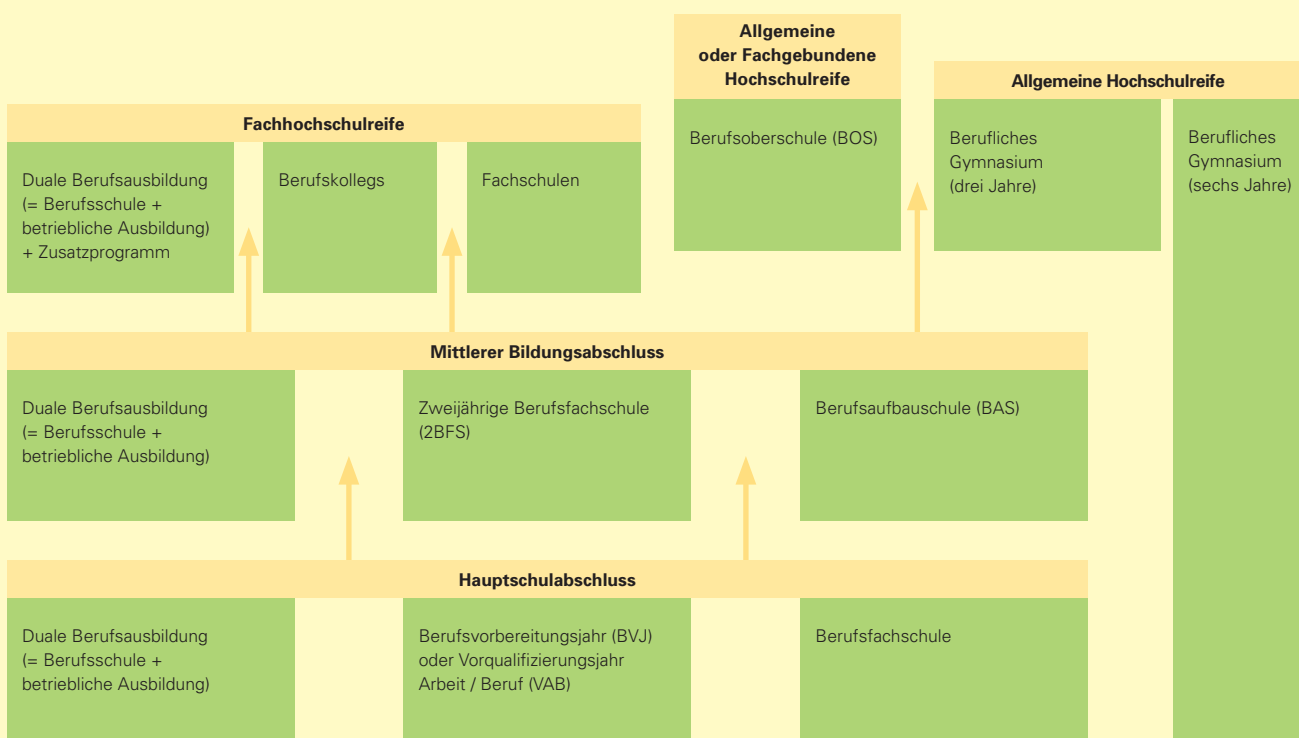 Allgemeine
oder Fachgebundene
Hochschulreife
Allgemeine Hochschulreife
Fachhochschulreife
Duale Berufsausbildung
(= Berufsschule +
betriebliche Ausbildung)
+ Zusatzprogramm
Berufskollegs
Fachschulen
Berufsoberschule (BOS)
Berufliches
Gymnasium
(drei Jahre)
Berufliches
Gymnasium
(sechs Jahre)
Mittlerer Bildungsabschluss
Duale Berufsausbildung
(= Berufsschule +
betriebliche Ausbildung)
Zweijährige Berufsfachschule
(2BFS)
Berufsaufbauschule (BAS)
Hauptschulabschluss
Duale Berufsausbildung
(= Berufsschule +
betriebliche Ausbildung)
Berufsvorbereitungsjahr (BVJ)
oder Vorqualifizierungsjahr
Arbeit / Beruf (VAB)
Berufsfachschule